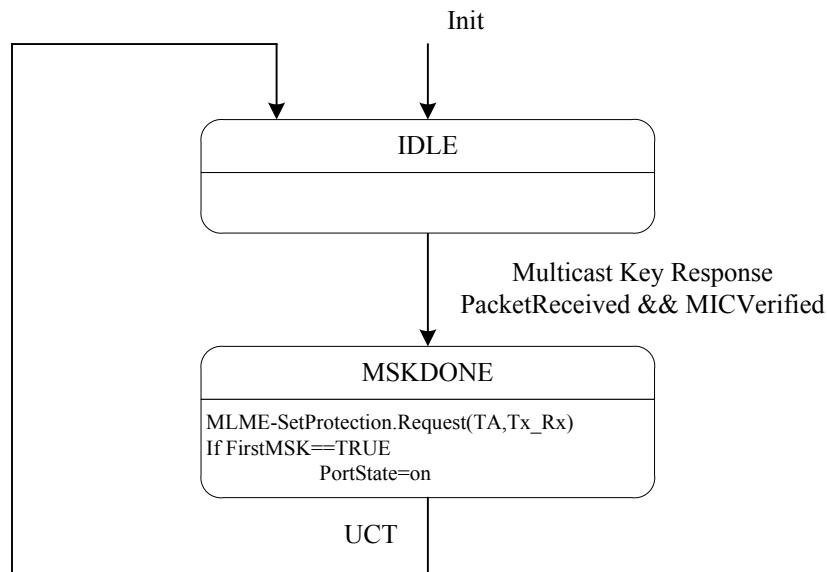 Init
IDLE
Multicast Key Response
PacketReceived && MICVerified
MSKDONE
MLME-SetProtection.Request(TA,Tx_Rx)
If FirstMSK==TRUE
PortState=on
UCT